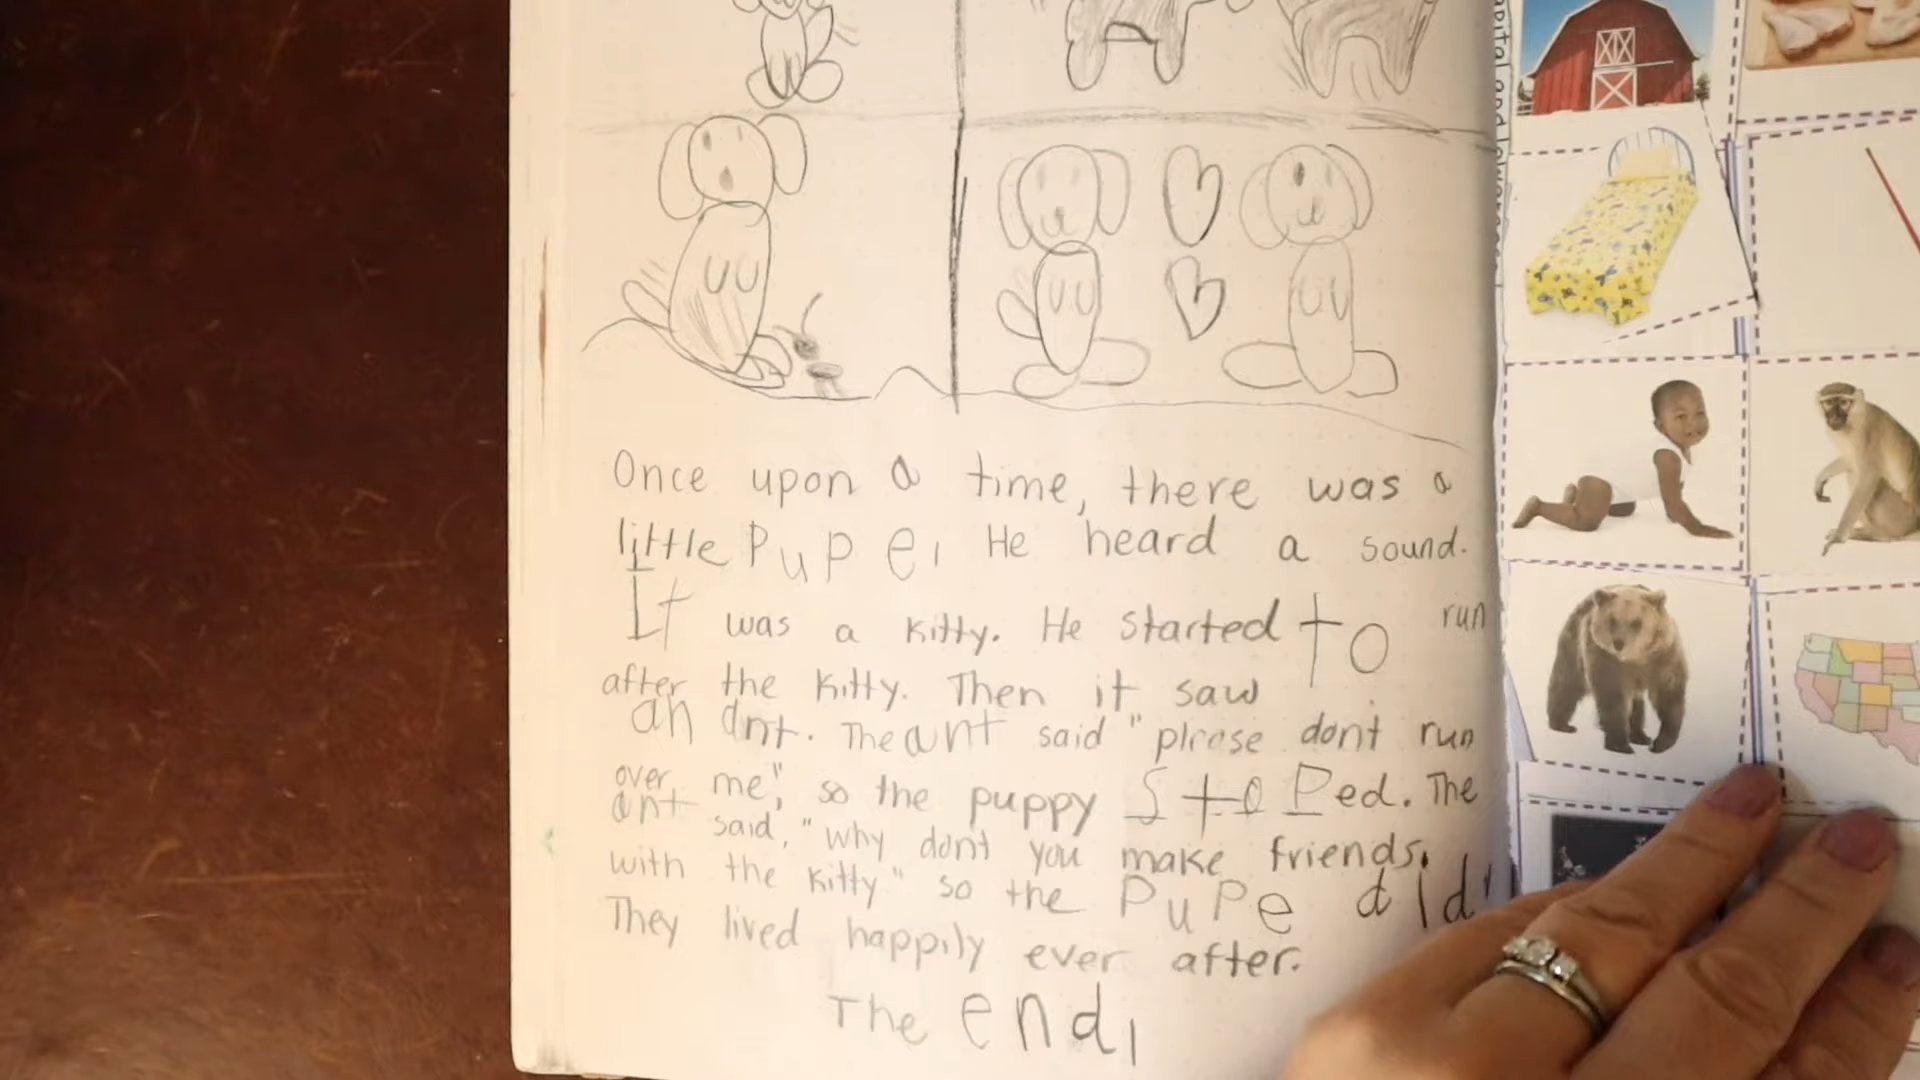 Once upon a time, there was a
little Pupe, He heard a sound.
It was a kitty. He started to run
after the kitty. Then it saw
an ant. The ant said "please dont run
over me", so the puppy stoPed. The
ant said, "why dont you make friends.
with the kitty" so the PuPe did
They lived happily ever after.
The end,